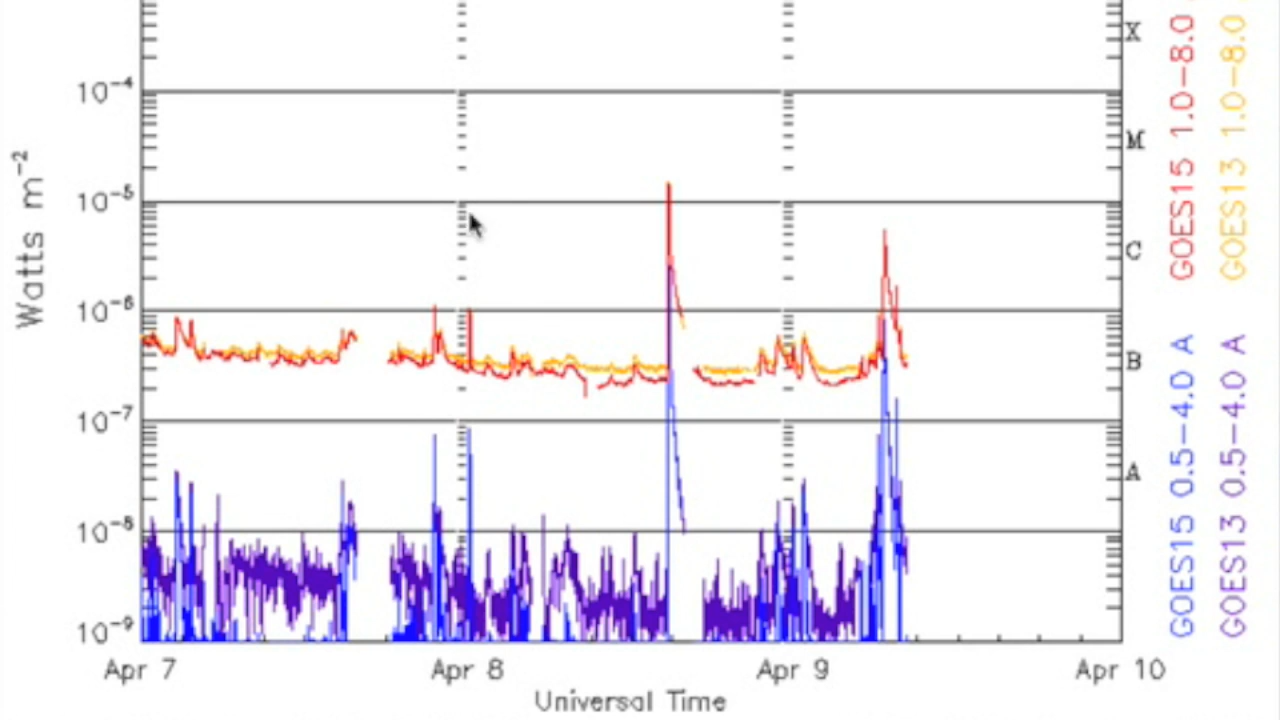 X
10⁻⁴
M
10⁻⁵
C
10⁻⁶
B
10⁻⁷
A
10⁻⁸
10⁻⁹
Watts m⁻²
Apr 7
Apr 8
Apr 9
Apr 10
Universal Time
GOES15 1.0–8.0
GOES13 1.0–8.0
GOES15 0.5–4.0 A
GOES13 0.5–4.0 A